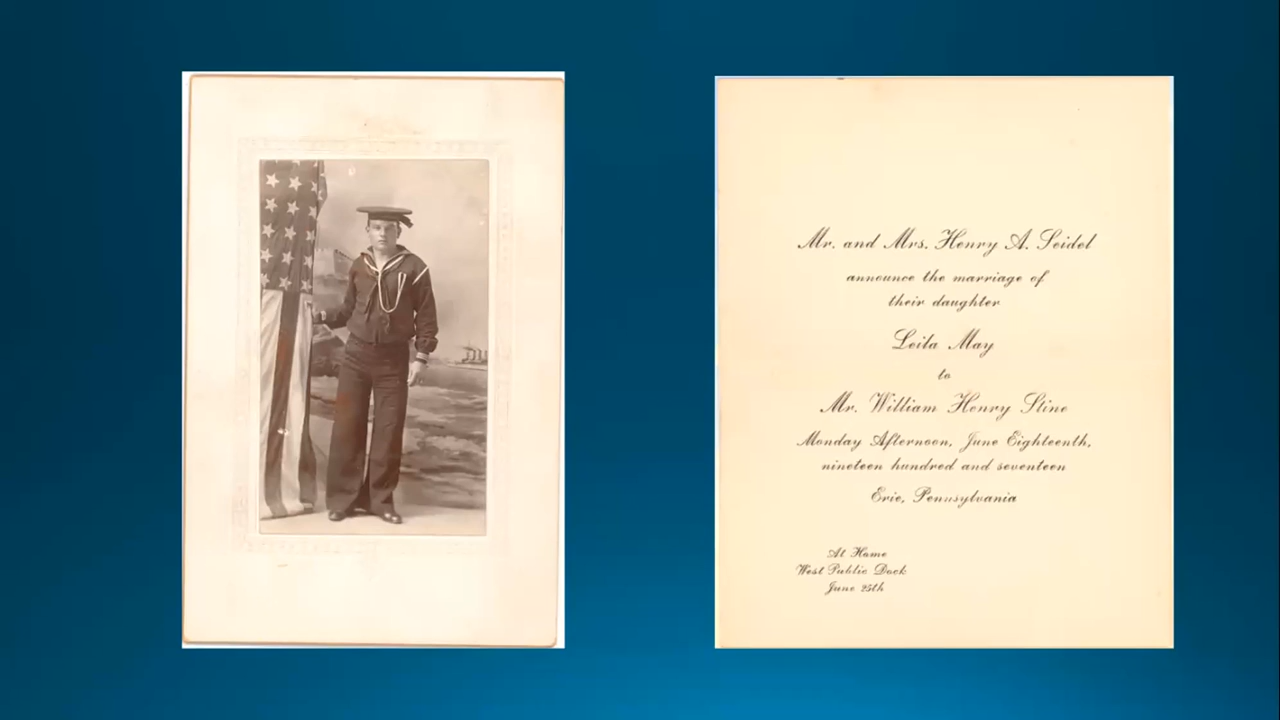 Mr. and Mrs. Henry A. Seidel
announce the marriage of
their daughter
Leila May
to
Mr. William Henry Stine
Monday Afternoon, June Eighteenth,
nineteen hundred and seventeen
Erie, Pennsylvania
At Home
West Public Dock
June 25th